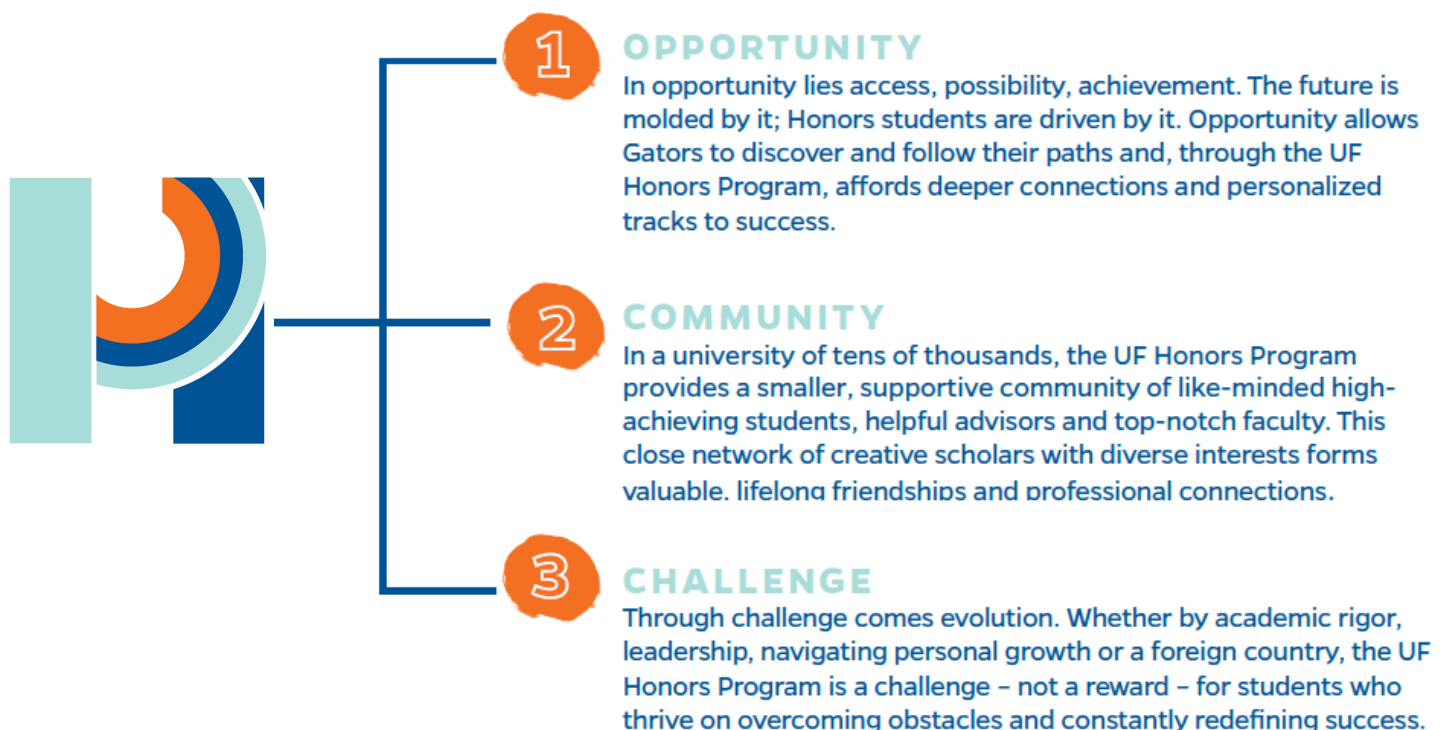 1
OPPORTUNITY
In opportunity lies access, possibility, achievement. The future is
molded by it; Honors students are driven by it. Opportunity allows
Gators to discover and follow their paths and, through the UF
Honors Program, affords deeper connections and personalized
tracks to success.
2
COMMUNITY
In a university of tens of thousands, the UF Honors Program
provides a smaller, supportive community of like-minded high-
achieving students, helpful advisors and top-notch faculty. This
close network of creative scholars with diverse interests forms
valuable, lifelong friendships and professional connections.
3
CHALLENGE
Through challenge comes evolution. Whether by academic rigor,
leadership, navigating personal growth or a foreign country, the UF
Honors Program is a challenge – not a reward – for students who
thrive on overcoming obstacles and constantly redefining success.